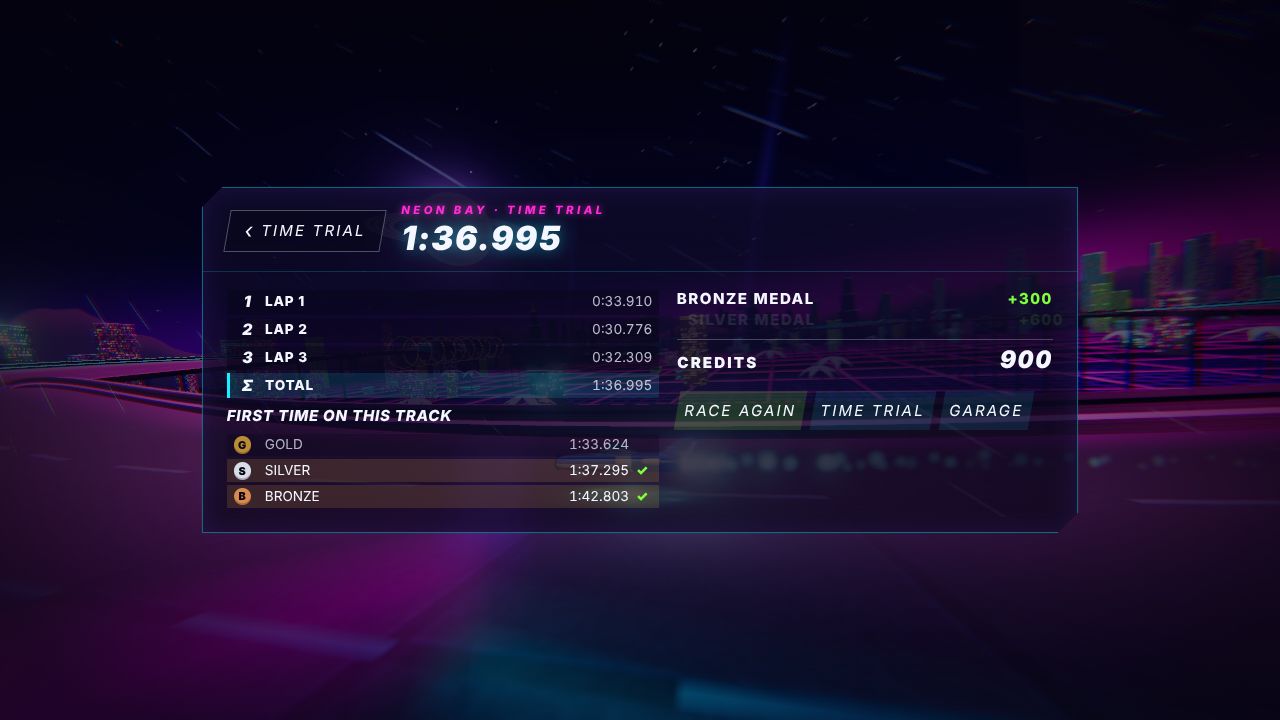 ‹ TIME TRIAL
NEON BAY · TIME TRIAL
1:36.995
1 LAP 1 0:33.910
2 LAP 2 0:30.776
3 LAP 3 0:32.309
Σ TOTAL 1:36.995
FIRST TIME ON THIS TRACK
G GOLD 1:33.624
S SILVER 1:37.295 ✓
B BRONZE 1:42.803 ✓
BRONZE MEDAL +300
SILVER MEDAL +600
CREDITS 900
RACE AGAIN TIME TRIAL GARAGE